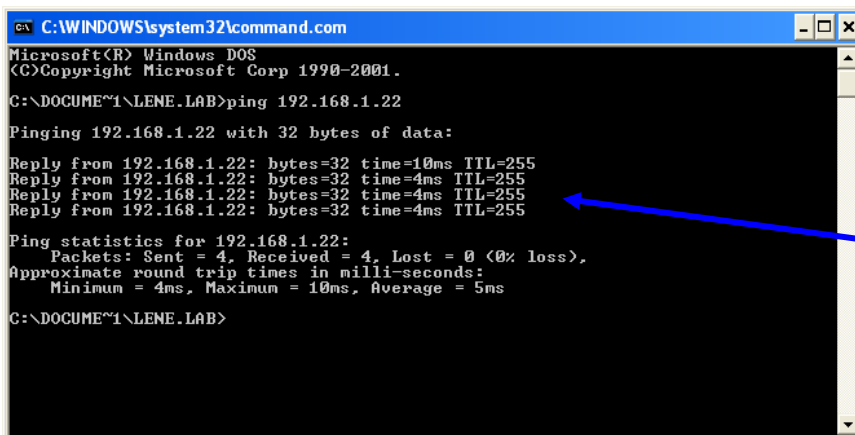 C:\WINDOWS\system32\command.com
Microsoft(R) Windows DOS
(C)Copyright Microsoft Corp 1990-2001.
C:\DOCUME~1\LENE.LAB>ping 192.168.1.22
Pinging 192.168.1.22 with 32 bytes of data:
Reply from 192.168.1.22: bytes=32 time=10ms TTL=255
Reply from 192.168.1.22: bytes=32 time=4ms TTL=255
Reply from 192.168.1.22: bytes=32 time=4ms TTL=255
Reply from 192.168.1.22: bytes=32 time=4ms TTL=255
Ping statistics for 192.168.1.22:
Packets: Sent = 4, Received = 4, Lost = 0 (0% loss),
Approximate round trip times in milli-seconds:
Minimum = 4ms, Maximum = 10ms, Average = 5ms
C:\DOCUME~1\LENE.LAB>